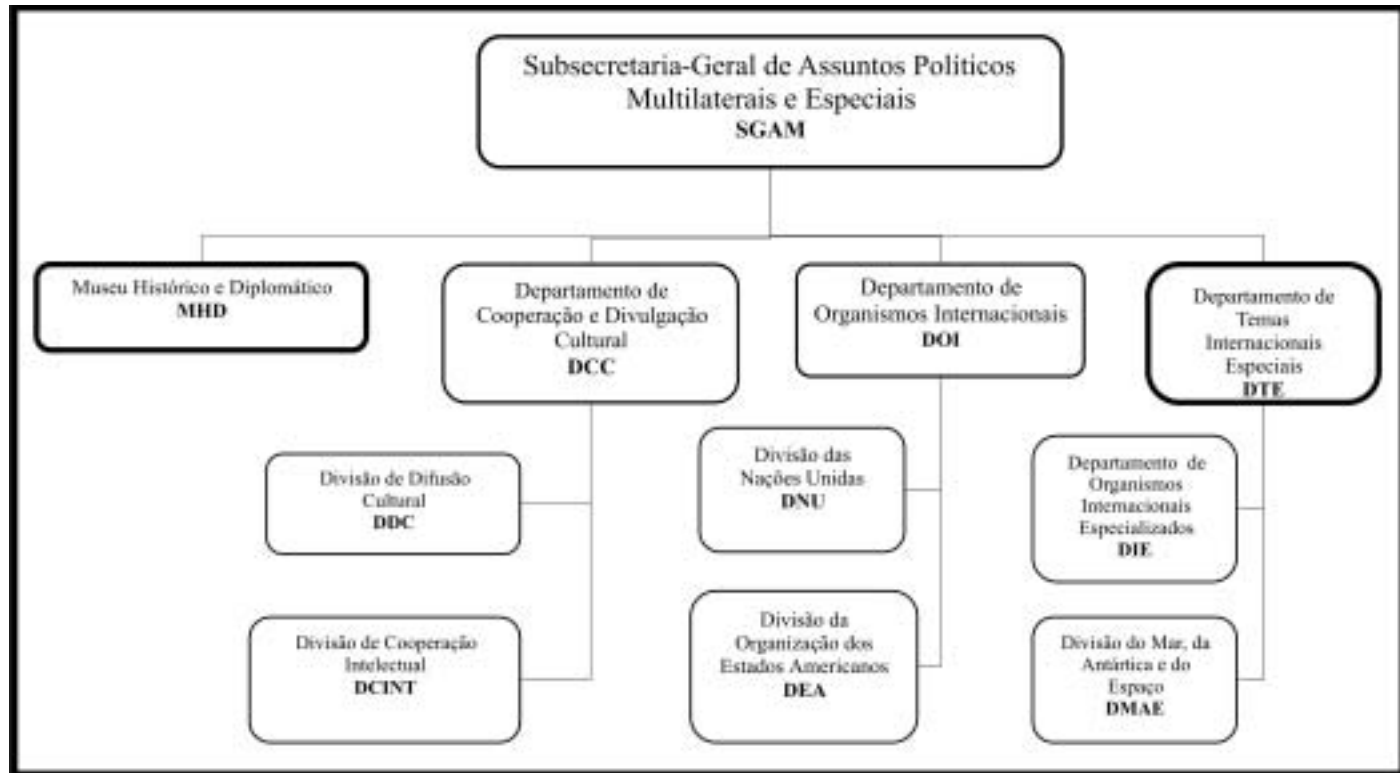 Subsecretaria-Geral de Assuntos Políticos
Multilaterais e Especiais
SGAM
Museu Histórico e Diplomático
MHD
Departamento de
Cooperação e Divulgação
Cultural
DCC
Departamento de
Organismos Internacionais
DOI
Departamento de
Temas
Internacionais
Especiais
DTE
Divisão de Difusão
Cultural
DDC
Divisão das
Nações Unidas
DNU
Departamento de
Organismos
Internacionais
Especializados
DIE
Divisão de Cooperação
Intelectual
DCINT
Divisão da
Organização dos
Estados Americanos
DEA
Divisão do Mar, da
Antártica e do
Espaço
DMAE